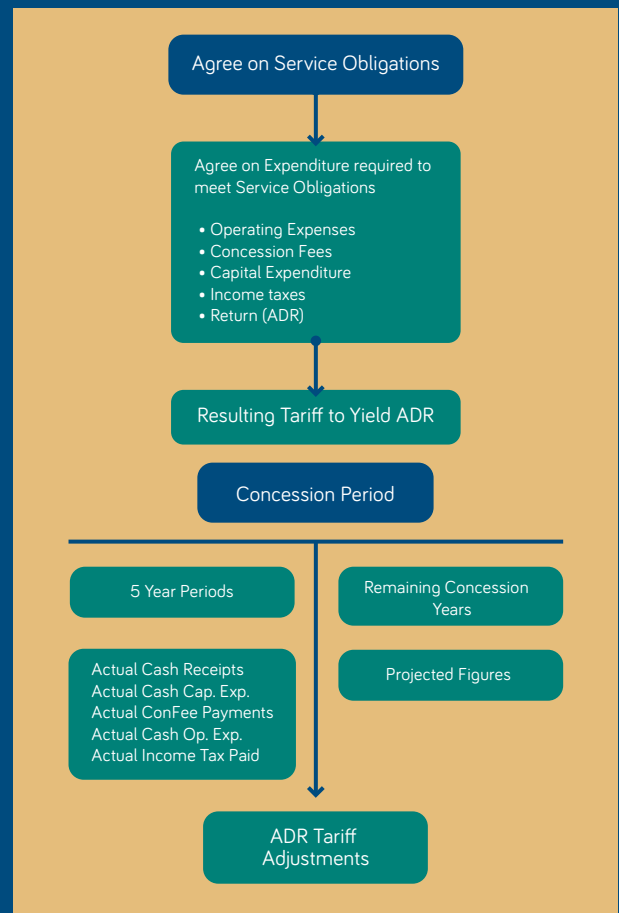 Agree on Service Obligations
Agree on Expenditure required to
meet Service Obligations
• Operating Expenses
• Concession Fees
• Capital Expenditure
• Income taxes
• Return (ADR)
Resulting Tariff to Yield ADR
Concession Period
5 Year Periods
Actual Cash Receipts
Actual Cash Cap. Exp.
Actual ConFee Payments
Actual Cash Op. Exp.
Actual Income Tax Paid
Remaining Concession
Years
Projected Figures
ADR Tariff
Adjustments